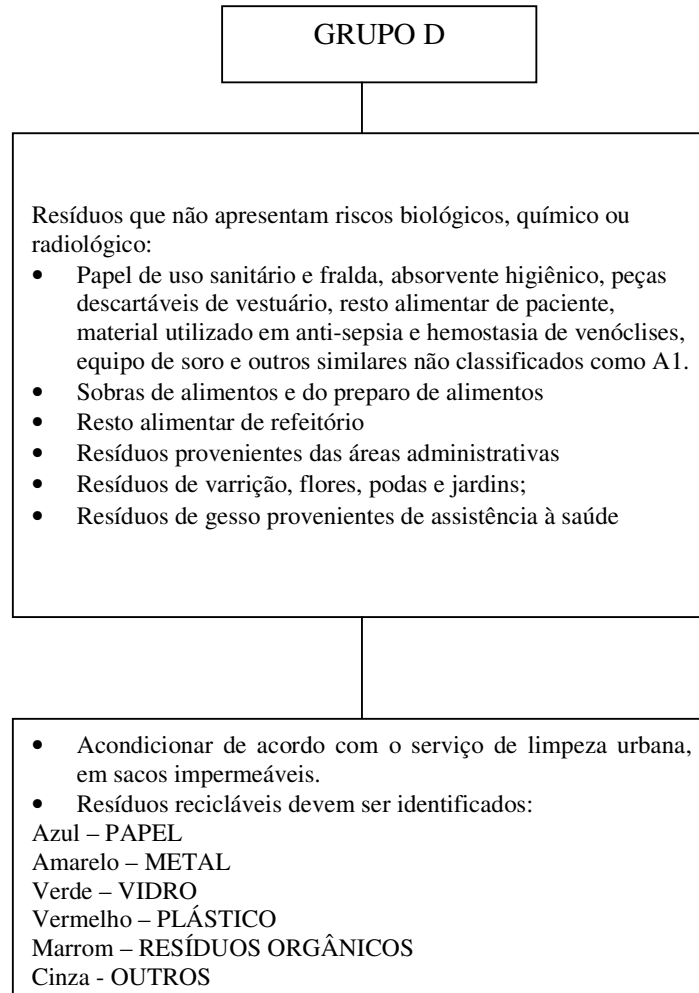 GRUPO D
Resíduos que não apresentam riscos biológicos, químico ou
radiológico:
• Papel de uso sanitário e fralda, absorvente higiênico, peças
descartáveis de vestuário, resto alimentar de paciente,
material utilizado em anti-sepsia e hemostasia de venóclises,
equipo de soro e outros similares não classificados como A1.
• Sobras de alimentos e do preparo de alimentos
• Resto alimentar de refeitório
• Resíduos provenientes das áreas administrativas
• Resíduos de varrição, flores, podas e jardins;
• Resíduos de gesso provenientes de assistência à saúde
• Acondicionar de acordo com o serviço de limpeza urbana,
em sacos impermeáveis.
• Resíduos recicláveis devem ser identificados:
Azul – PAPEL
Amarelo – METAL
Verde – VIDRO
Vermelho – PLÁSTICO
Marrom – RESÍDUOS ORGÂNICOS
Cinza - OUTROS